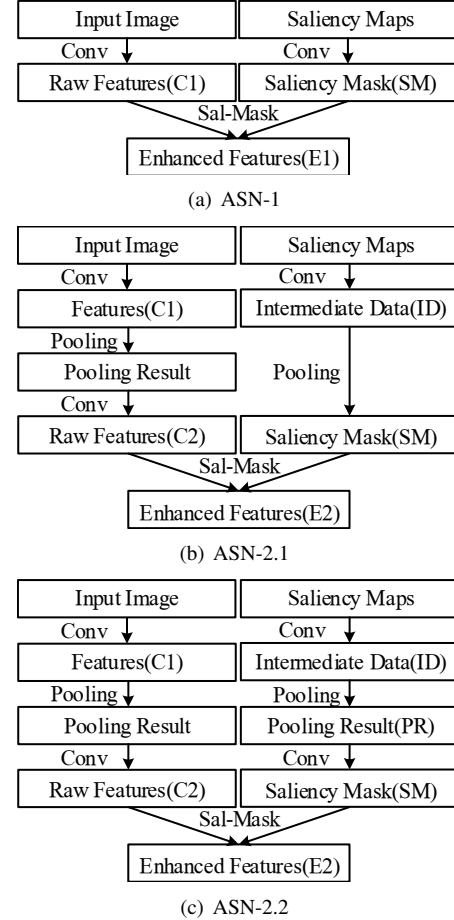 Input Image Saliency Maps
Conv Conv
Raw Features(C1) Saliency Mask(SM)
Sal-Mask
Enhanced Features(E1)
(a) ASN-1
Input Image Saliency Maps
Conv Conv
Features(C1) Intermediate Data(ID)
Pooling
Pooling Result Pooling
Conv
Raw Features(C2) Saliency Mask(SM)
Sal-Mask
Enhanced Features(E2)
(b) ASN-2.1
Input Image Saliency Maps
Conv Conv
Features(C1) Intermediate Data(ID)
Pooling Pooling
Pooling Result Pooling Result(PR)
Conv Conv
Raw Features(C2) Saliency Mask(SM)
Sal-Mask
Enhanced Features(E2)
(c) ASN-2.2